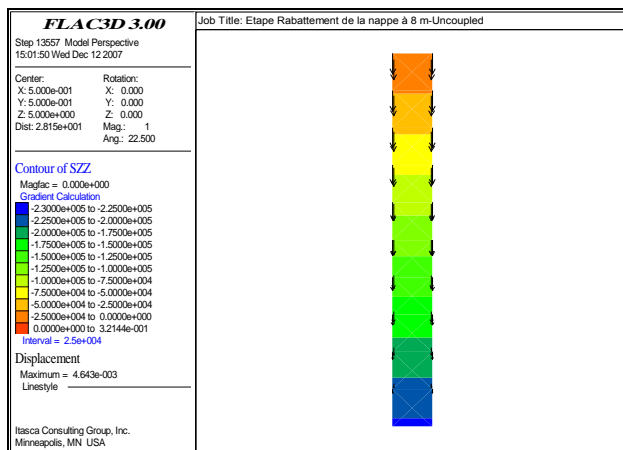 FLAC3D 3.00
Step 13557  Model Perspective
15:01:50 Wed Dec 12 2007
Center:
X: 5.000e-001
Y: 5.000e-001
Z: 5.000e+000
Dist: 2.815e+001
Rotation:
X: 0.000
Y: 0.000
Z: 0.000
Mag.: 1
Ang.: 22.500
Contour of SZZ
Magfac = 0.000e+000
Gradient Calculation
-2.3000e+005 to -2.2500e+005
-2.2500e+005 to -2.0000e+005
-2.0000e+005 to -1.7500e+005
-1.7500e+005 to -1.5000e+005
-1.5000e+005 to -1.2500e+005
-1.2500e+005 to -1.0000e+005
-1.0000e+005 to -7.5000e+004
-7.5000e+004 to -5.0000e+004
-5.0000e+004 to -2.5000e+004
-2.5000e+004 to 0.0000e+000
0.0000e+000 to 3.2144e-001
Interval = 2.5e+004
Displacement
Maximum = 4.643e-003
Linestyle
Itasca Consulting Group, Inc.
Minneapolis, MN USA
Job Title: Etape Rabattement de la nappe à 8 m-Uncoupled